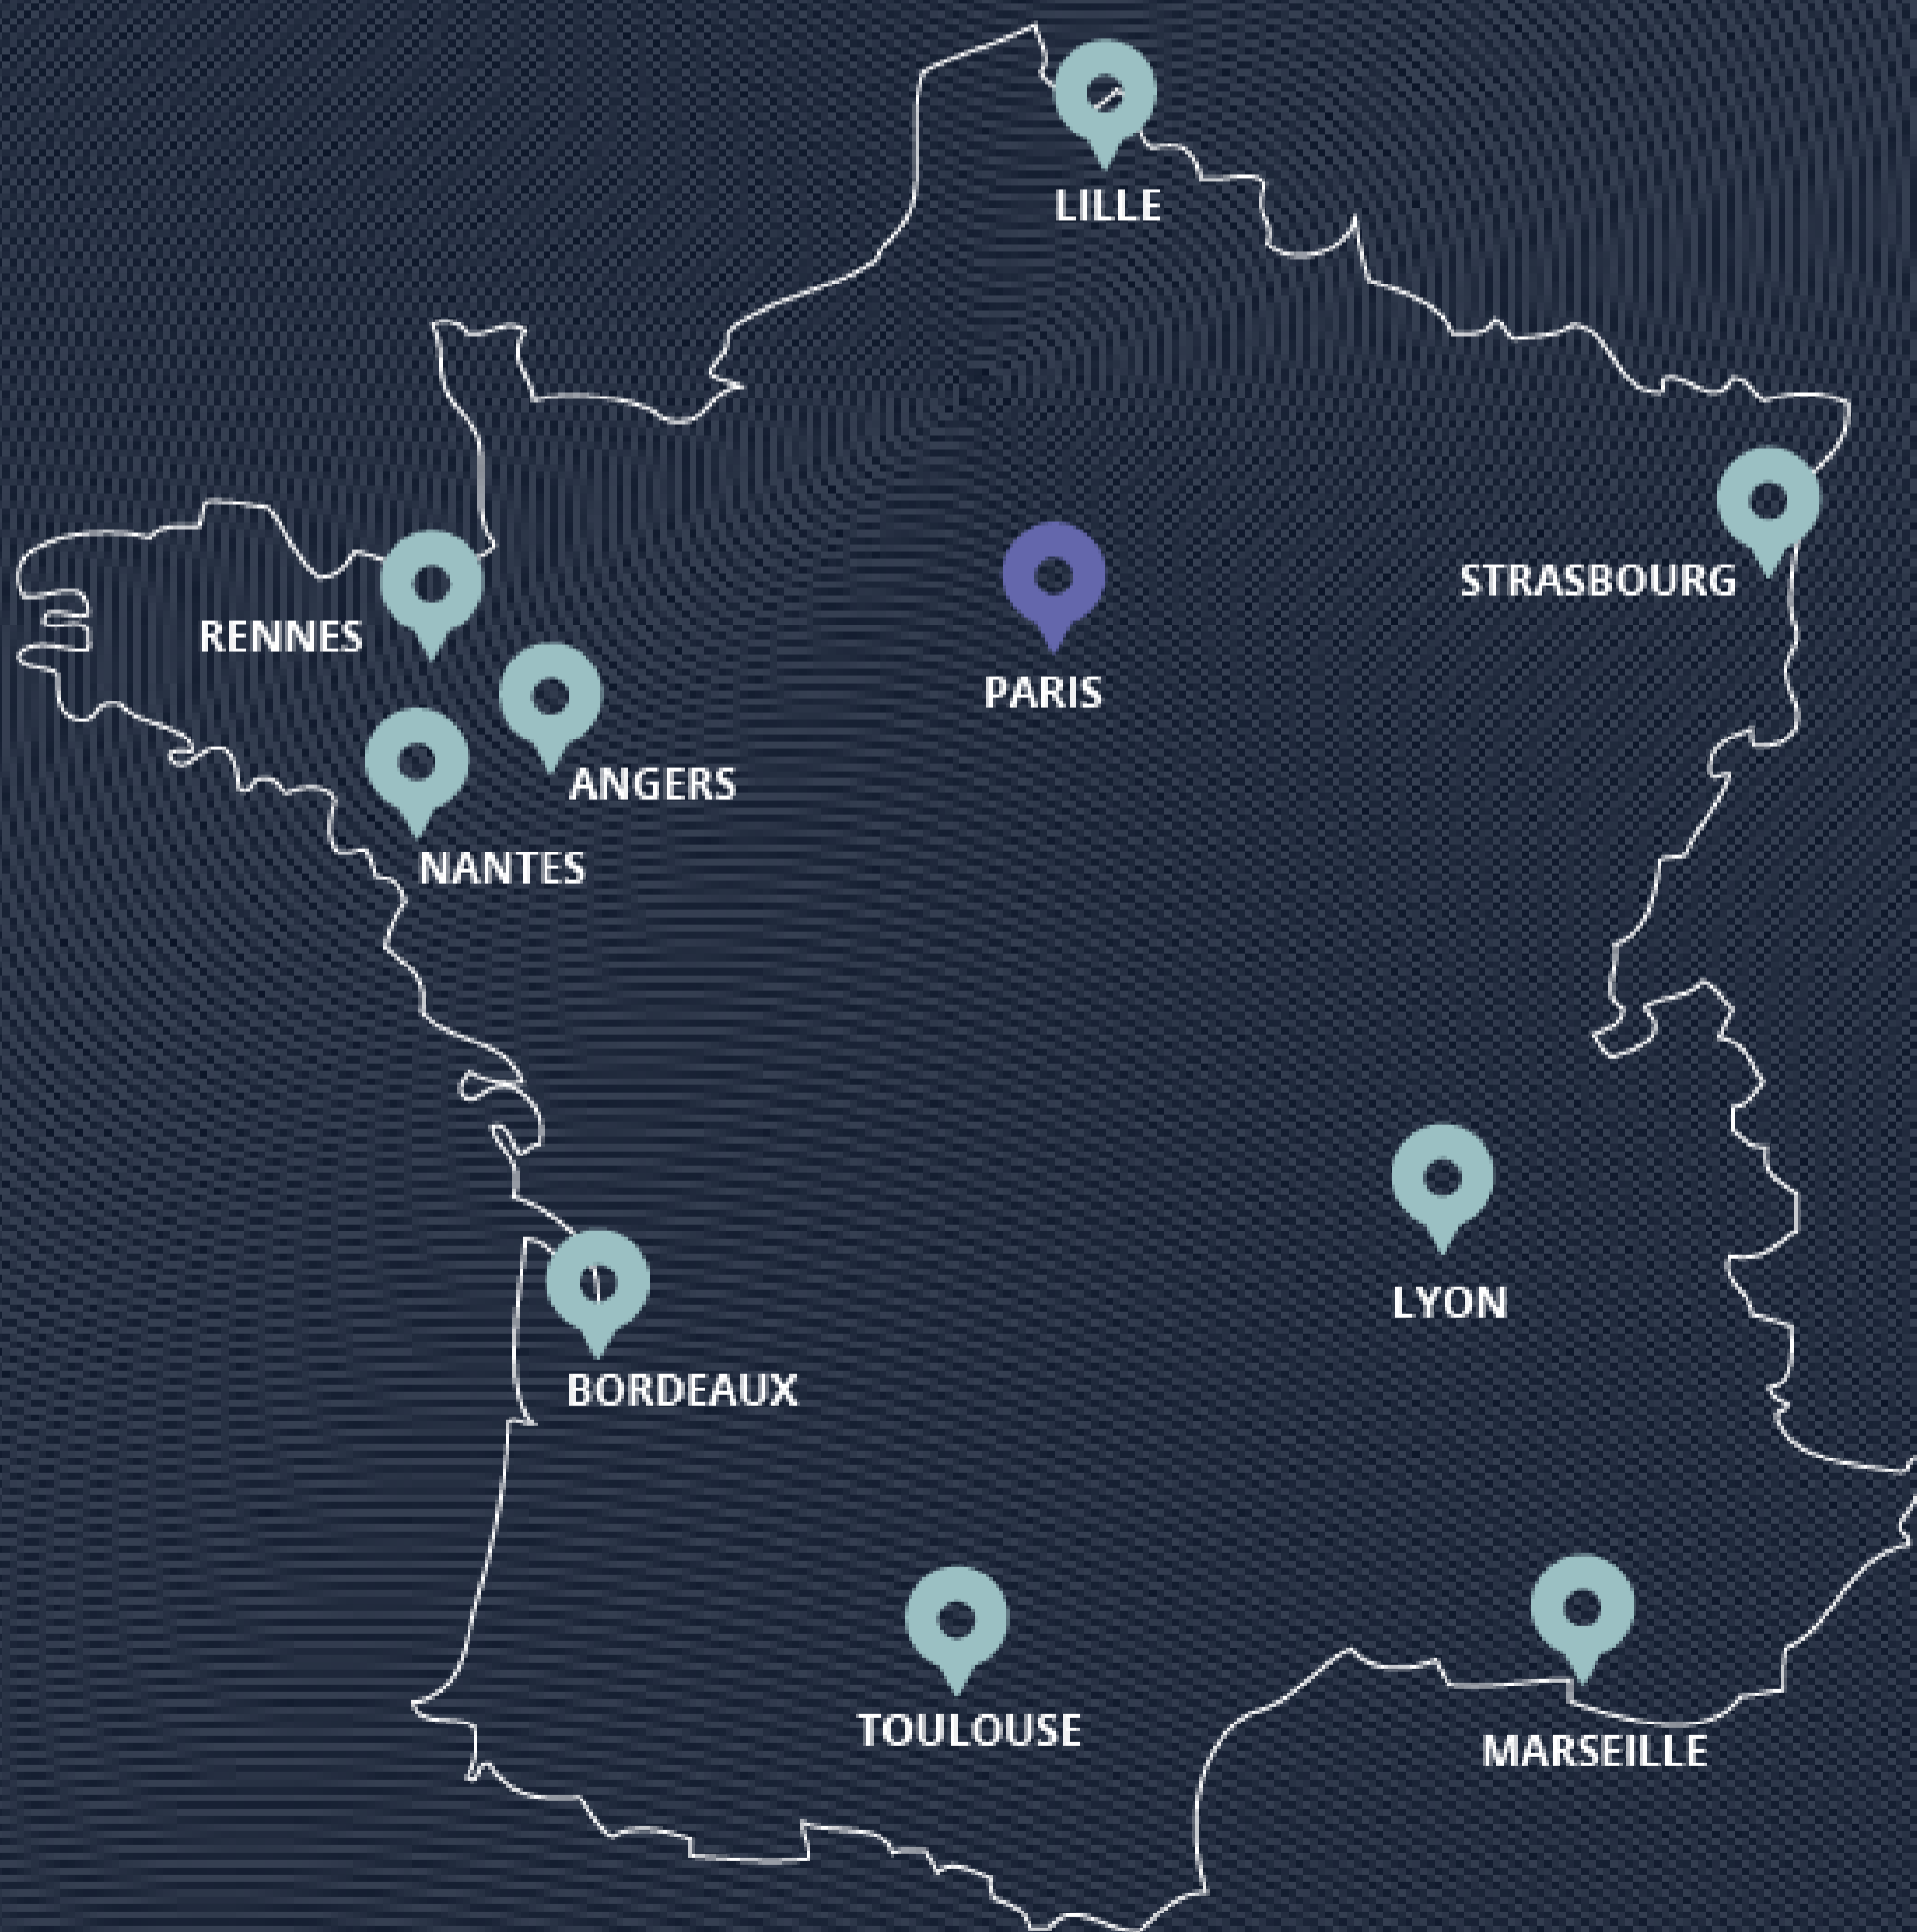 LILLE
STRASBOURG
RENNES
PARIS
ANGERS
NANTES
LYON
BORDEAUX
TOULOUSE
MARSEILLE